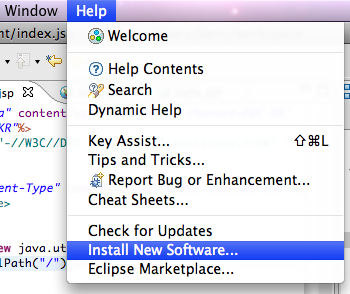 Window Help
nt/index.js
Welcome
Help Contents
Search
Dynamic Help
Key Assist... ⇧⌘L
Tips and Tricks...
Report Bug or Enhancement...
Cheat Sheets...
Check for Updates
Install New Software...
Eclipse Marketplace...
jsp
a" content
KR"%>
"-//W3C//D
ent-Type"
e>
ew java.ut
lPath("/")